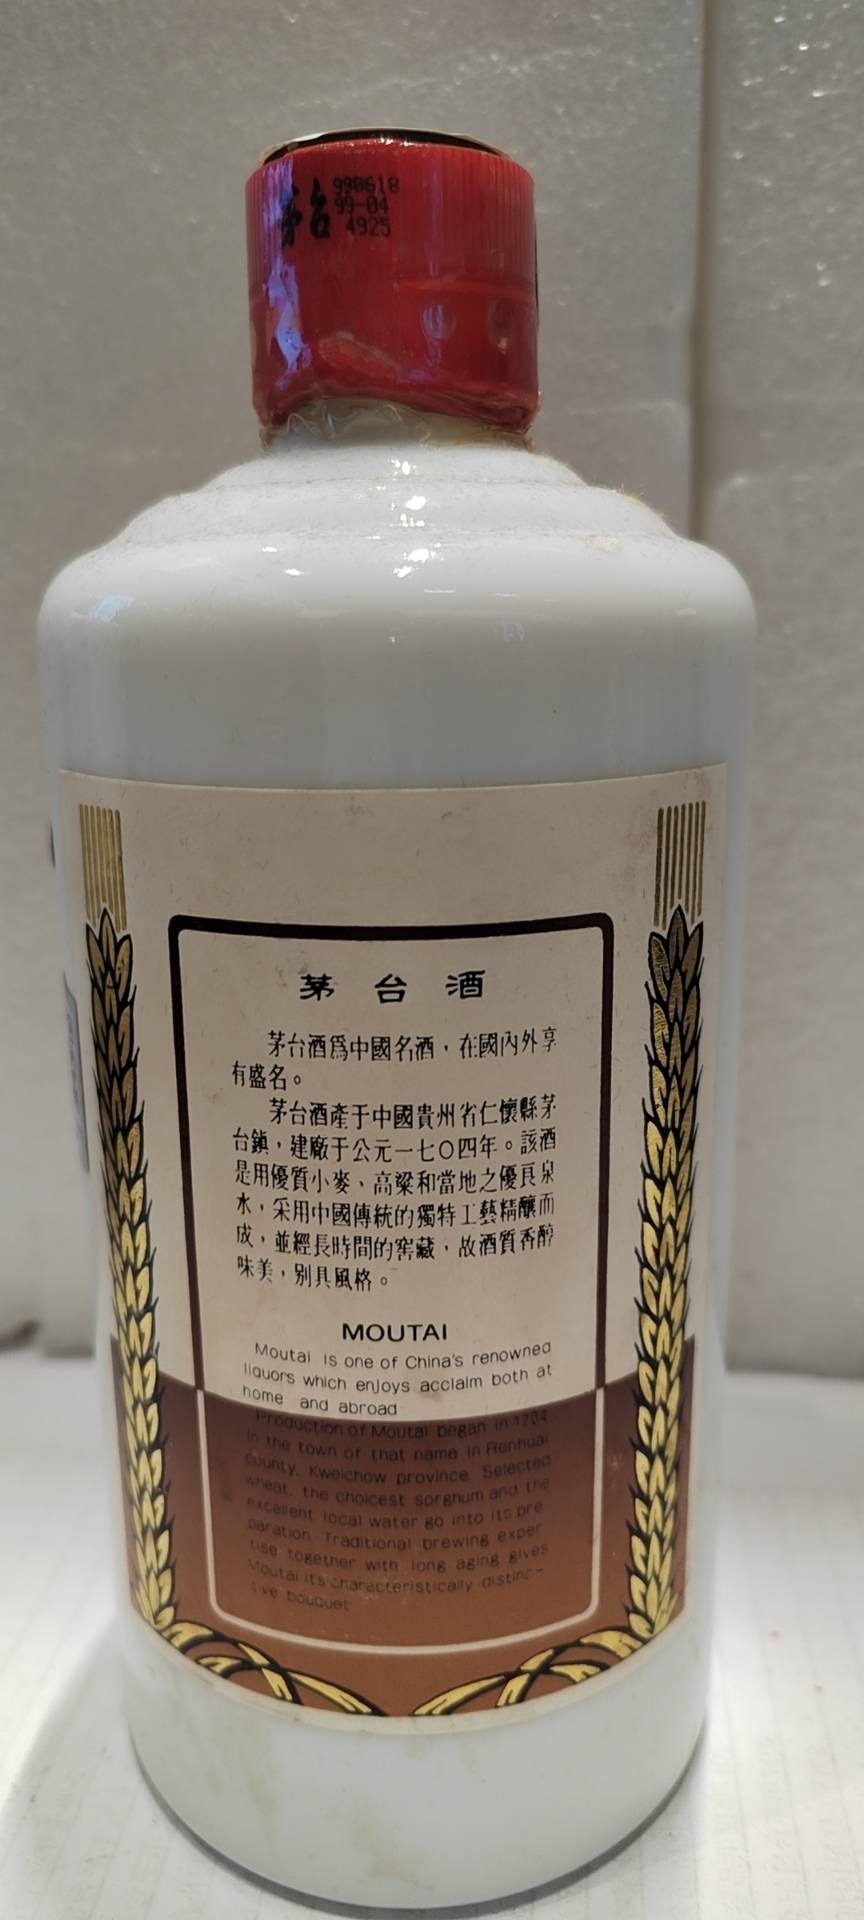 茅台
990618
99-04
4925
茅台酒
茅台酒爲中國名酒，在國內外享
有盛名。
茅台酒產于中國貴州省仁懷縣茅
台鎮，建廠于公元一七〇四年。該酒
是用優質小麥、高粱和當地之優良泉
水，采用中國傳統的獨特工藝精釀而
成，並經長時間的窖藏，故酒質香醇
味美，別具風格。
MOUTAI
Moutai is one of China's renowned
liquors which enjoys acclaim both at
home and abroad
Production of Moutai began in 1704
in the town of that name in Renhuai
county, Kweichow province. Selected
wheat, the choicest sorghum and the
excellent local water go into its pre
paration. Traditional brewing exper
tise together with long aging gives
Moutai its characteristically distinc-
tive bouquet